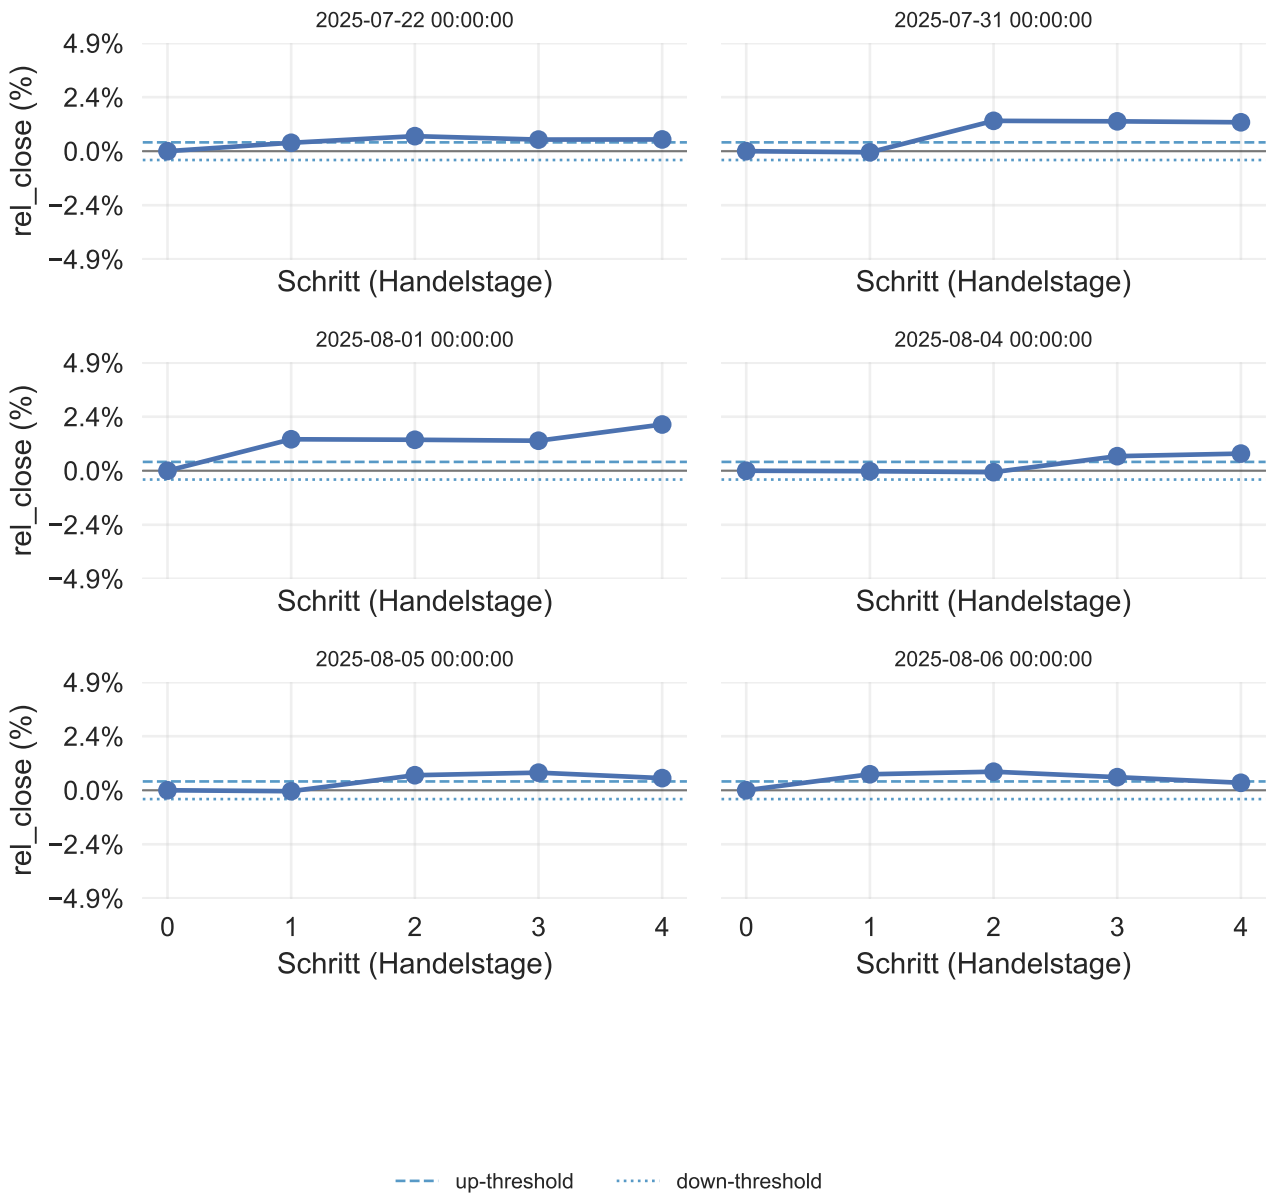 2025-07-22 00:00:00
2025-07-31 00:00:00
rel_close (%)
4.9%
2.4%
0.0%
−2.4%
−4.9%
Schritt (Handelstage)
Schritt (Handelstage)
2025-08-01 00:00:00
2025-08-04 00:00:00
rel_close (%)
4.9%
2.4%
0.0%
−2.4%
−4.9%
Schritt (Handelstage)
Schritt (Handelstage)
2025-08-05 00:00:00
2025-08-06 00:00:00
rel_close (%)
4.9%
2.4%
0.0%
−2.4%
−4.9%
0 1 2 3 4
0 1 2 3 4
Schritt (Handelstage)
Schritt (Handelstage)
up-threshold
down-threshold